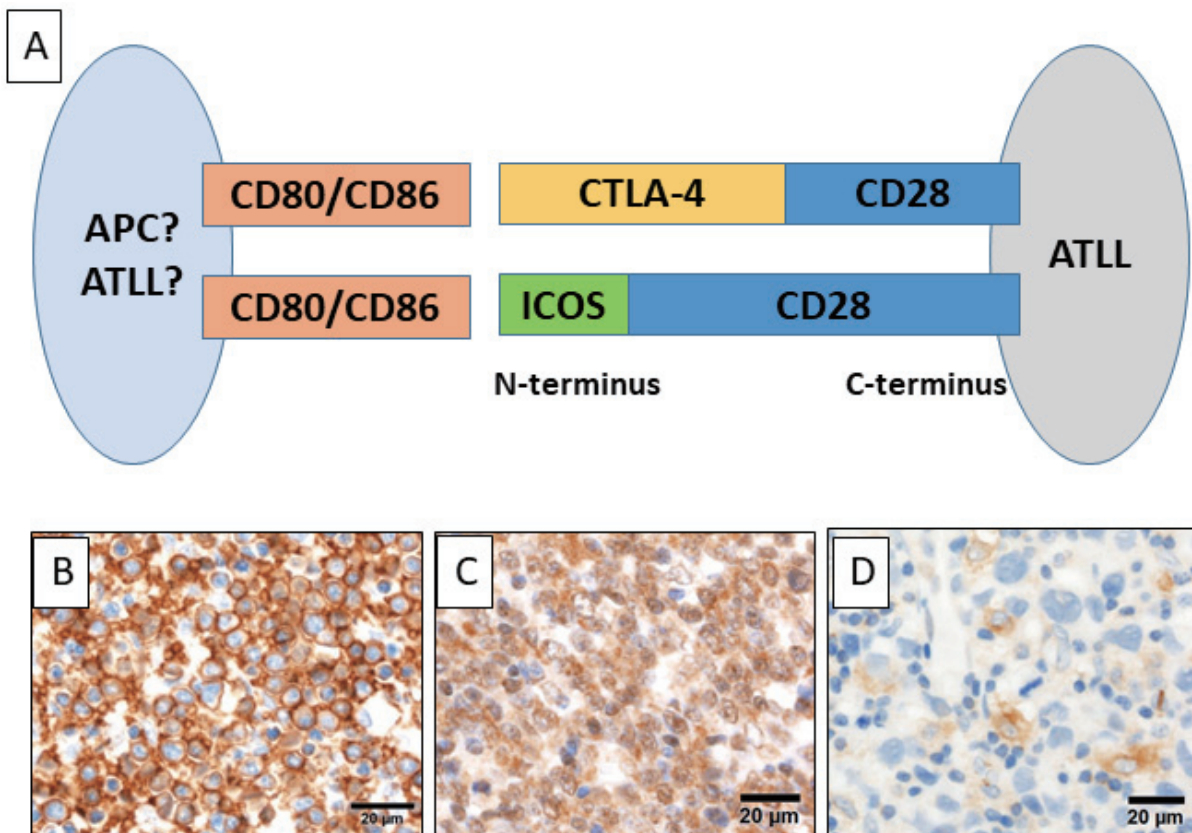 A
APC?
ATLL?
CD80/CD86
CTLA-4
CD28
ATLL
CD80/CD86
ICOS
CD28
N-terminus
C-terminus
B
20 µm
C
20 µm
D
20 µm